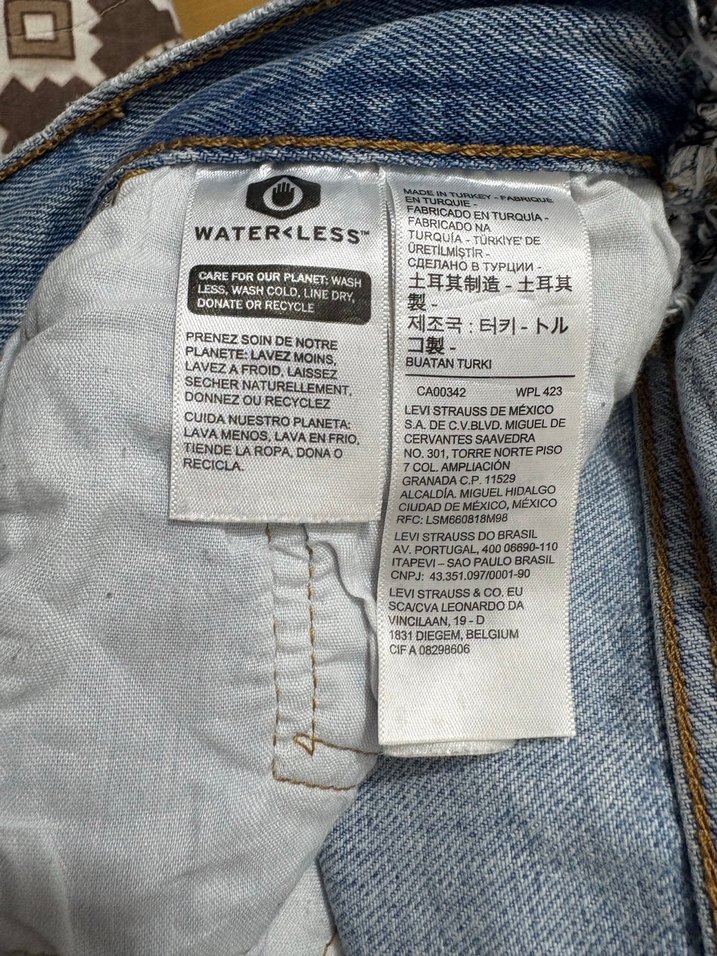 WATER<LESS™
CARE FOR OUR PLANET: WASH
LESS, WASH COLD, LINE DRY,
DONATE OR RECYCLE
PRENEZ SOIN DE NOTRE
PLANETE: LAVEZ MOINS,
LAVEZ A FROID, LAISSEZ
SECHER NATURELLEMENT,
DONNEZ OU RECYCLEZ
CUIDA NUESTRO PLANETA:
LAVA MENOS, LAVA EN FRIO,
TIENDE LA ROPA, DONA O
RECICLA.
MADE IN TURKEY - FABRIQUE
EN TURQUIE -
FABRICADO EN TURQUÍA -
FABRICADO NA
TURQUIA - TÜRKİYE' DE
ÜRETİLMİŞTİR -
СДЕЛАНО В ТУРЦИИ -
土耳其制造 - 土耳其
製 -
제조국 : 터키 - トル
コ製 -
BUATAN TURKI
CA00342 WPL 423
LEVI STRAUSS DE MÉXICO
S.A. DE C.V.BLVD. MIGUEL DE
CERVANTES SAAVEDRA
NO. 301, TORRE NORTE PISO
7 COL. AMPLIACIÓN
GRANADA C.P. 11529
ALCALDÍA. MIGUEL HIDALGO
CIUDAD DE MÉXICO, MÉXICO
RFC: LSM660818M98
LEVI STRAUSS DO BRASIL
AV. PORTUGAL, 400 06690-110
ITAPEVI – SAO PAULO BRASIL
CNPJ: 43.351.097/0001-90
LEVI STRAUSS & CO. EU
SCA/CVA LEONARDO DA
VINCILAAN, 19 - D
1831 DIEGEM, BELGIUM
CIF A 08298606